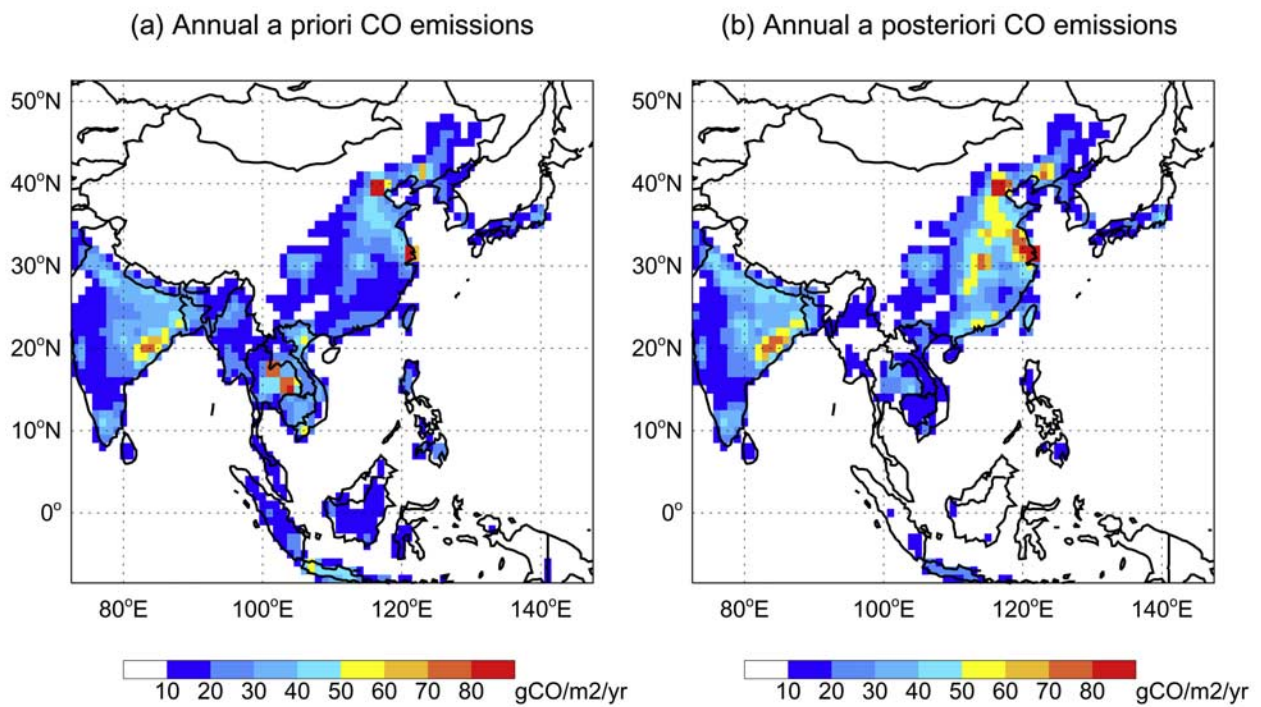 (a) Annual a priori CO emissions
(b) Annual a posteriori CO emissions
50°N
40°N
30°N
20°N
10°N
0°
80°E 100°E 120°E 140°E
50°N
40°N
30°N
20°N
10°N
0°
80°E 100°E 120°E 140°E
10 20 30 40 50 60 70 80 gCO/m2/yr
10 20 30 40 50 60 70 80 gCO/m2/yr